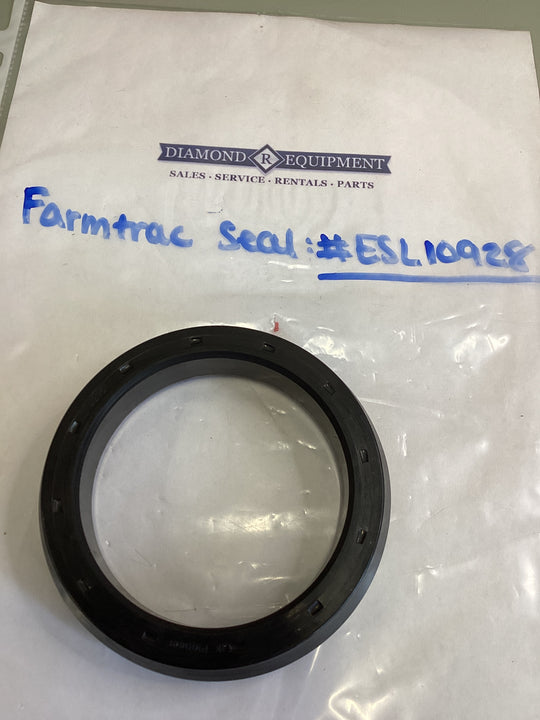 DIAMOND R EQUIPMENT
SALES · SERVICE · RENTALS · PARTS
Farmtrac Seal: #ESL10928